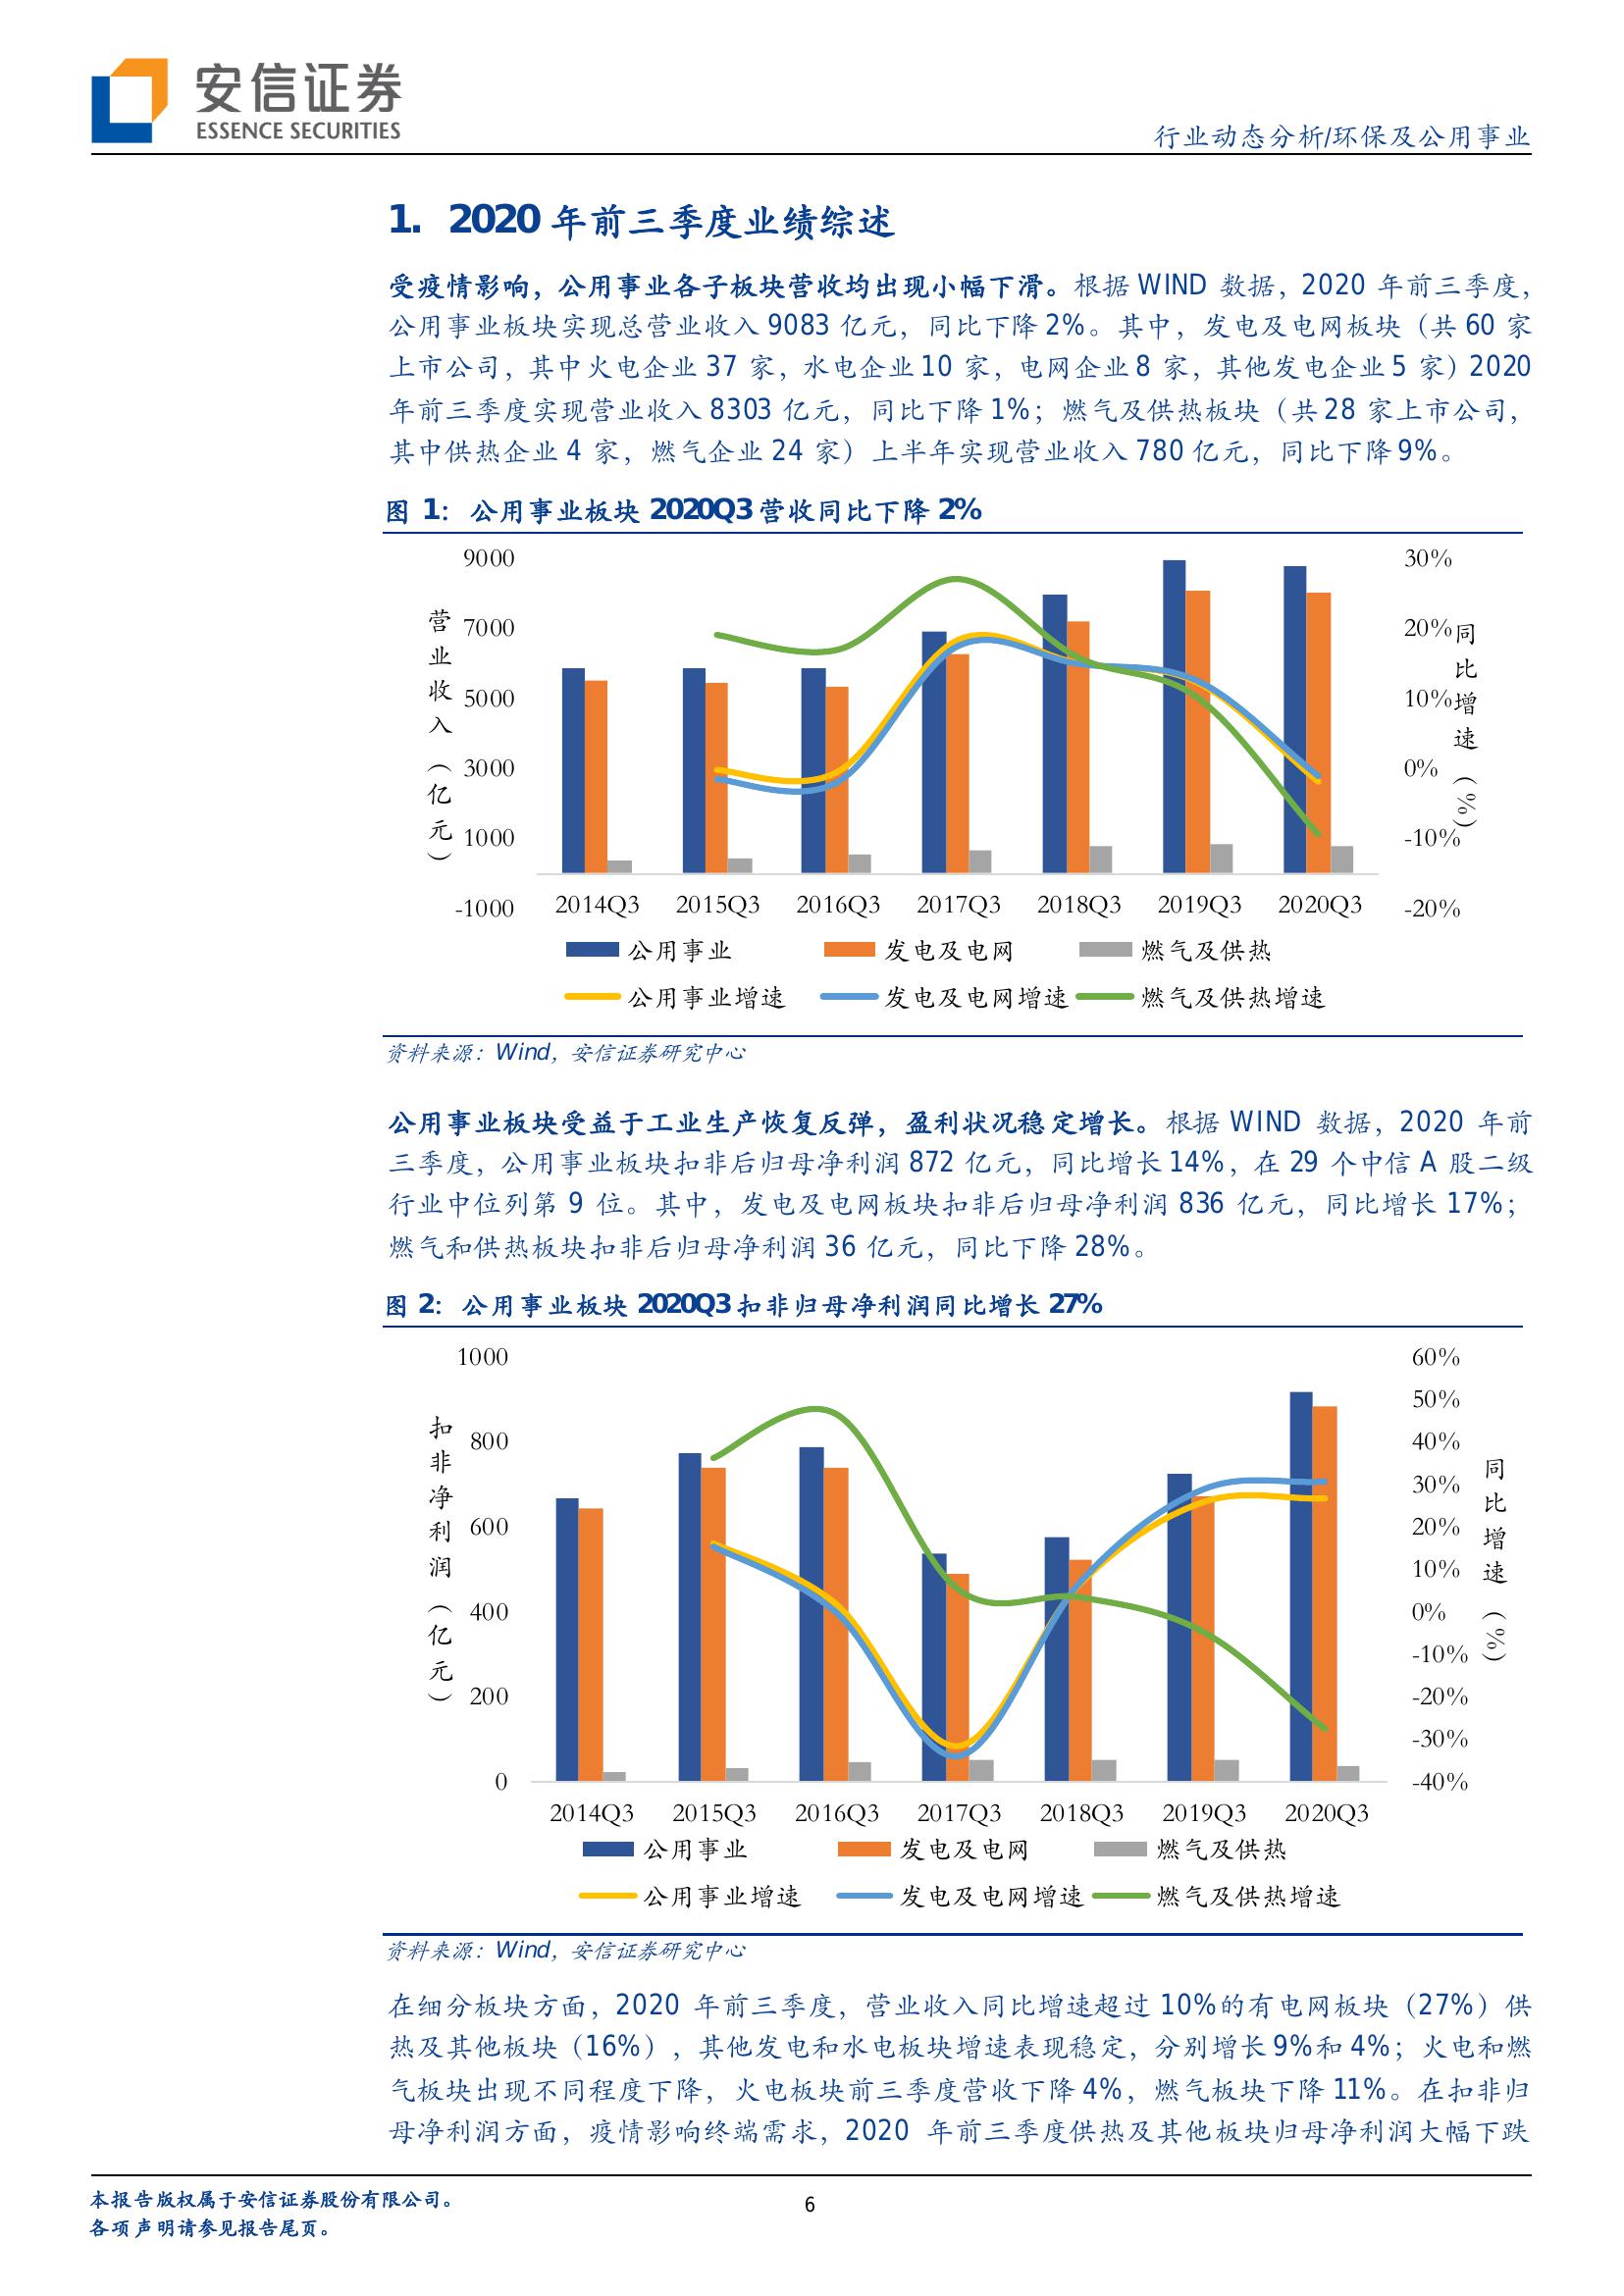 安信证券
ESSENCE SECURITIES
行业动态分析/环保及公用事业
1. 2020 年前三季度业绩综述
受疫情影响，公用事业各子板块营收均出现小幅下滑。根据 WIND 数据，2020 年前三季度，
公用事业板块实现总营业收入 9083 亿元，同比下降 2%。其中，发电及电网板块（共 60 家
上市公司，其中火电企业 37 家，水电企业 10 家，电网企业 8 家，其他发电企业 5 家）2020
年前三季度实现营业收入 8303 亿元，同比下降 1%；燃气及供热板块（共 28 家上市公司，
其中供热企业 4 家，燃气企业 24 家）上半年实现营业收入 780 亿元，同比下降 9%。
图 1：公用事业板块 2020Q3 营收同比下降 2%
营业收入（亿元）
9000
7000
5000
3000
1000
-1000
30%
20%
10%
0%
-10%
-20%
同比增速（%）
2014Q3 2015Q3 2016Q3 2017Q3 2018Q3 2019Q3 2020Q3
公用事业 发电及电网 燃气及供热
公用事业增速 发电及电网增速 燃气及供热增速
资料来源：Wind，安信证券研究中心
公用事业板块受益于工业生产恢复反弹，盈利状况稳定增长。根据 WIND 数据，2020 年前
三季度，公用事业板块扣非后归母净利润 872 亿元，同比增长 14%，在 29 个中信 A 股二级
行业中位列第 9 位。其中，发电及电网板块扣非后归母净利润 836 亿元，同比增长 17%；
燃气和供热板块扣非后归母净利润 36 亿元，同比下降 28%。
图 2：公用事业板块 2020Q3 扣非归母净利润同比增长 27%
扣非净利润（亿元）
1000
800
600
400
200
0
60%
50%
40%
30%
20%
10%
0%
-10%
-20%
-30%
-40%
同比增速（%）
2014Q3 2015Q3 2016Q3 2017Q3 2018Q3 2019Q3 2020Q3
公用事业 发电及电网 燃气及供热
公用事业增速 发电及电网增速 燃气及供热增速
资料来源：Wind，安信证券研究中心
在细分板块方面，2020 年前三季度，营业收入同比增速超过 10%的有电网板块（27%）供
热及其他板块（16%），其他发电和水电板块增速表现稳定，分别增长 9%和 4%；火电和燃
气板块出现不同程度下降，火电板块前三季度营收下降 4%，燃气板块下降 11%。在扣非归
母净利润方面，疫情影响终端需求，2020 年前三季度供热及其他板块归母净利润大幅下跌
本报告版权属于安信证券股份有限公司。
各项声明请参见报告尾页。
6